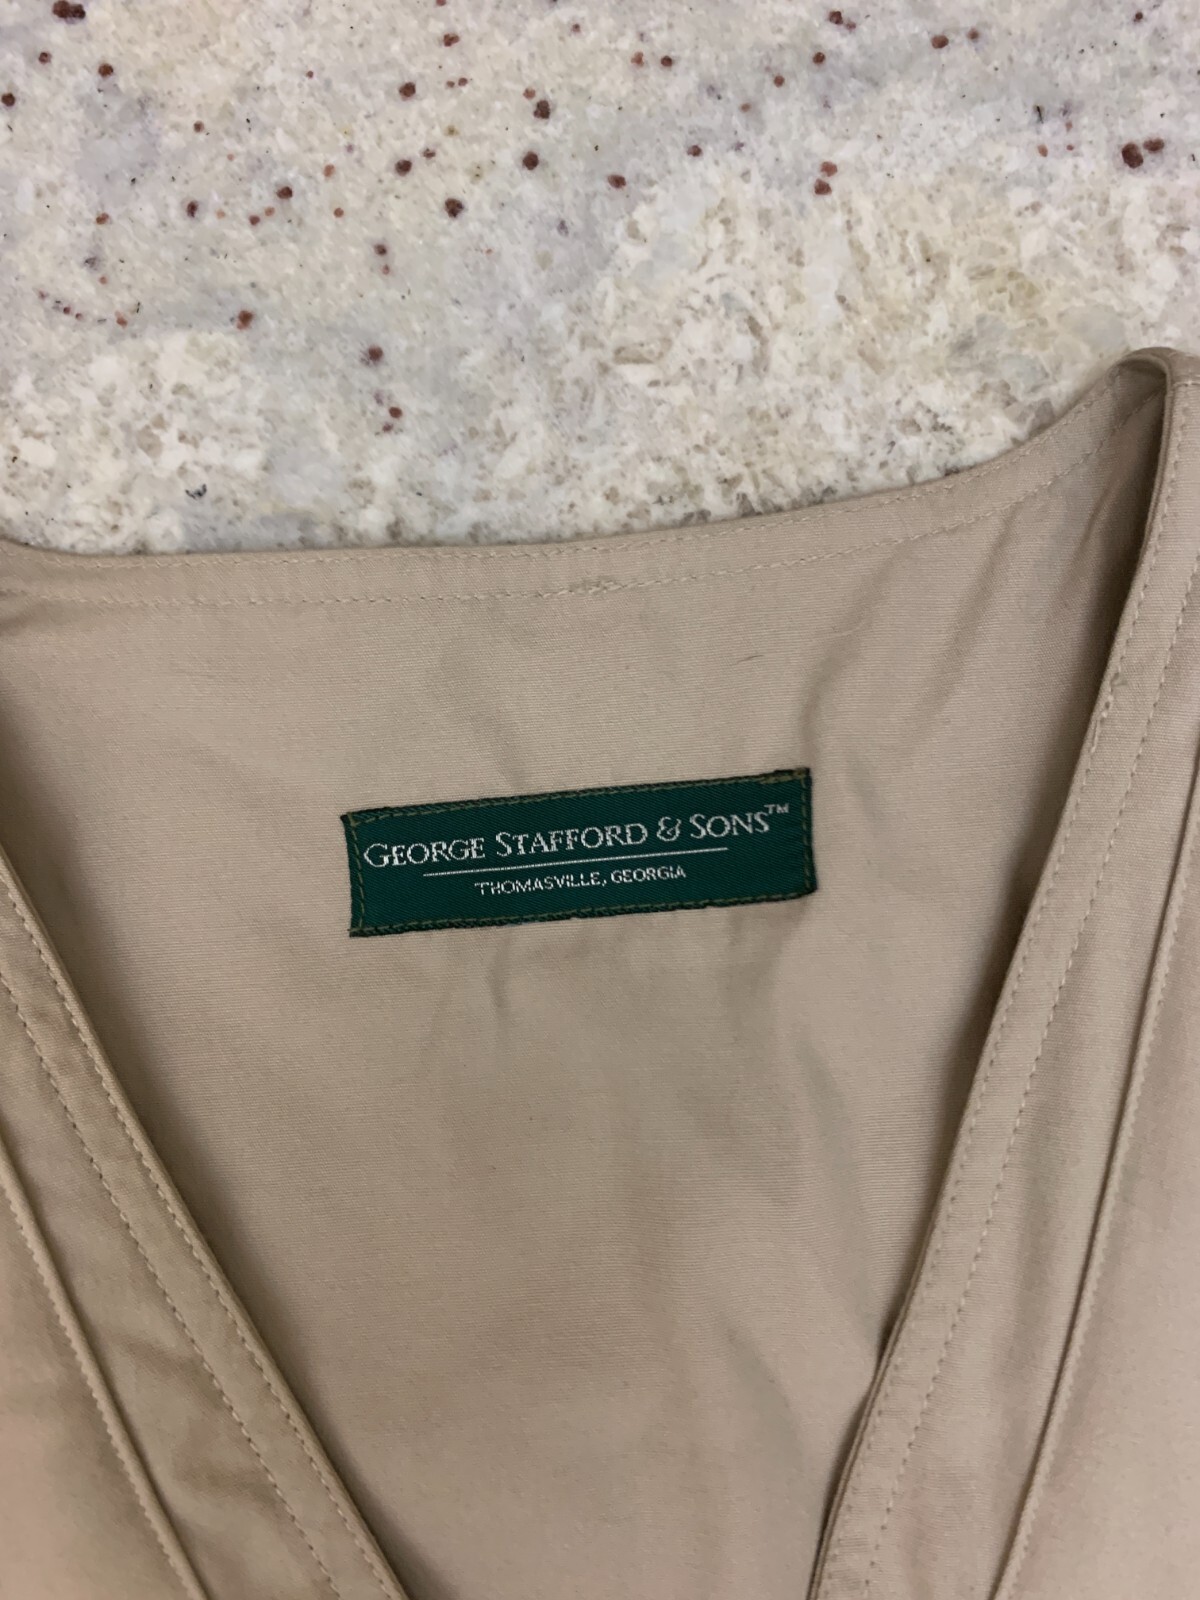 GEORGE STAFFORD & SONS™
THOMASVILLE, GEORGIA